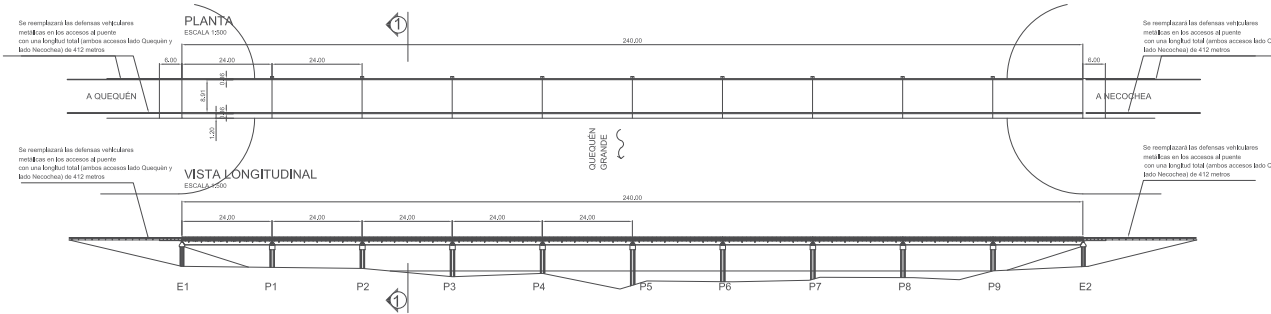 Se reemplazará las defensas vehiculares
metálicas en los accesos al puente
con una longitud total (ambos accesos lado Quequén y
lado Necochea) de 412 metros
PLANTA
ESCALA 1:500
1
Se reemplazará las defensas vehiculares
metálicas en los accesos al puente
con una longitud total (ambos accesos lado Q
lado Necochea) de 412 metros
240.00
6.00 24.00 24.00 6.00
A QUEQUÉN
8.91
1.20
A NECOCHEA
QUEQUÉN
GRANDE
Se reemplazará las defensas vehiculares
metálicas en los accesos al puente
con una longitud total (ambos accesos lado Quequén y
lado Necochea) de 412 metros
VISTA LONGITUDINAL
ESCALA 1:500
Se reemplazará las defensas vehiculares
metálicas en los accesos al puente
con una longitud total (ambos accesos lado Q
lado Necochea) de 412 metros
240.00
24.00 24.00 24.00 24.00 24.00
E1 P1 P2 P3 P4 P5 P6 P7 P8 P9 E2
1